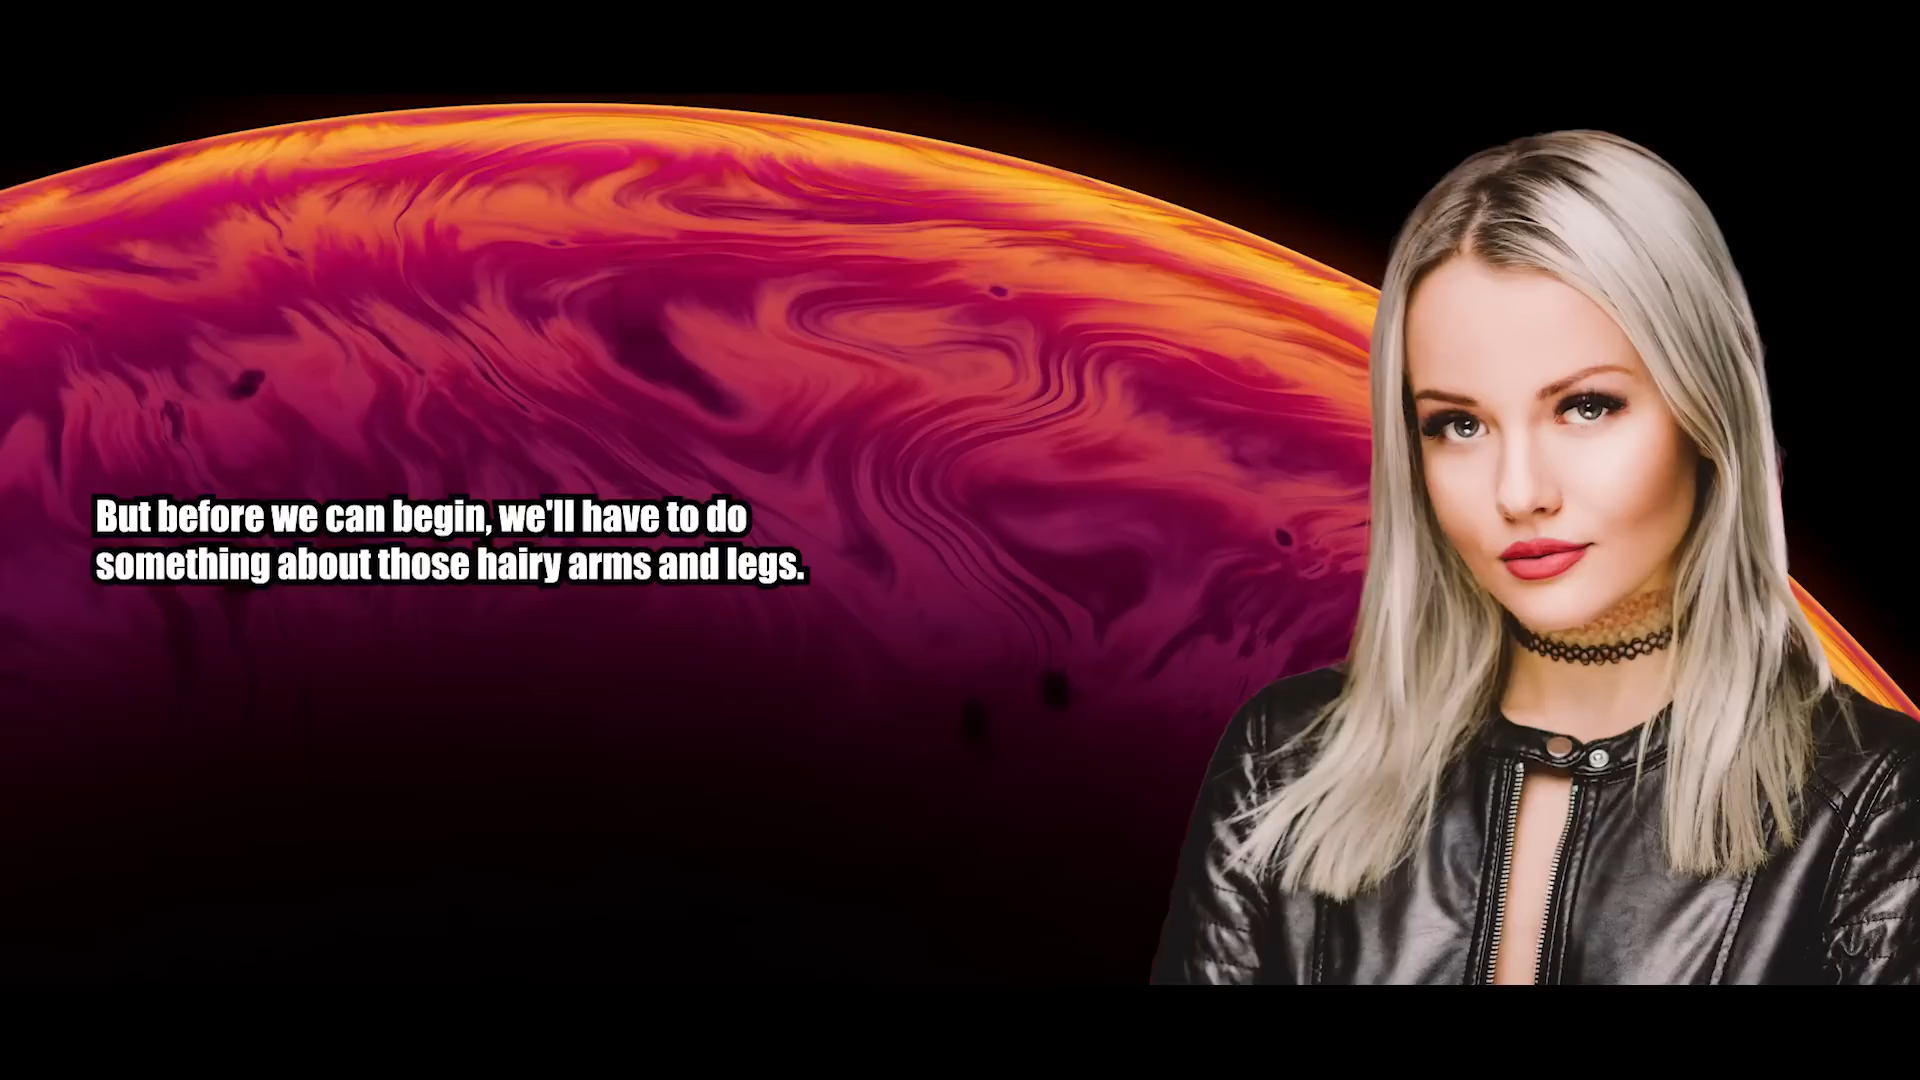 But before we can begin, we'll have to do
something about those hairy arms and legs.